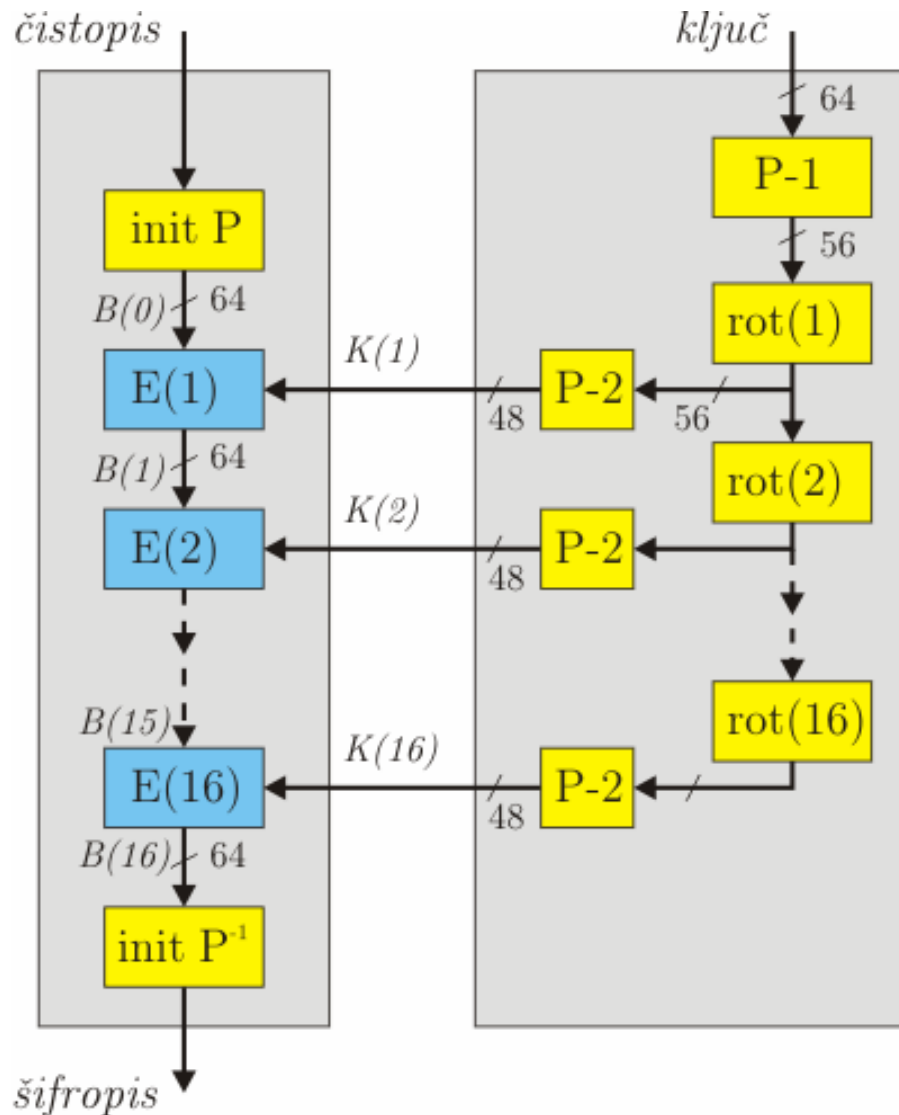 čistopis
ključ
64
P-1
56
init P
B(0) 64
rot(1)
K(1)
E(1)
P-2
48
56
B(1) 64
rot(2)
K(2)
E(2)
P-2
48
B(15)
rot(16)
K(16)
E(16)
P-2
48
B(16) 64
init P⁻¹
šifropis